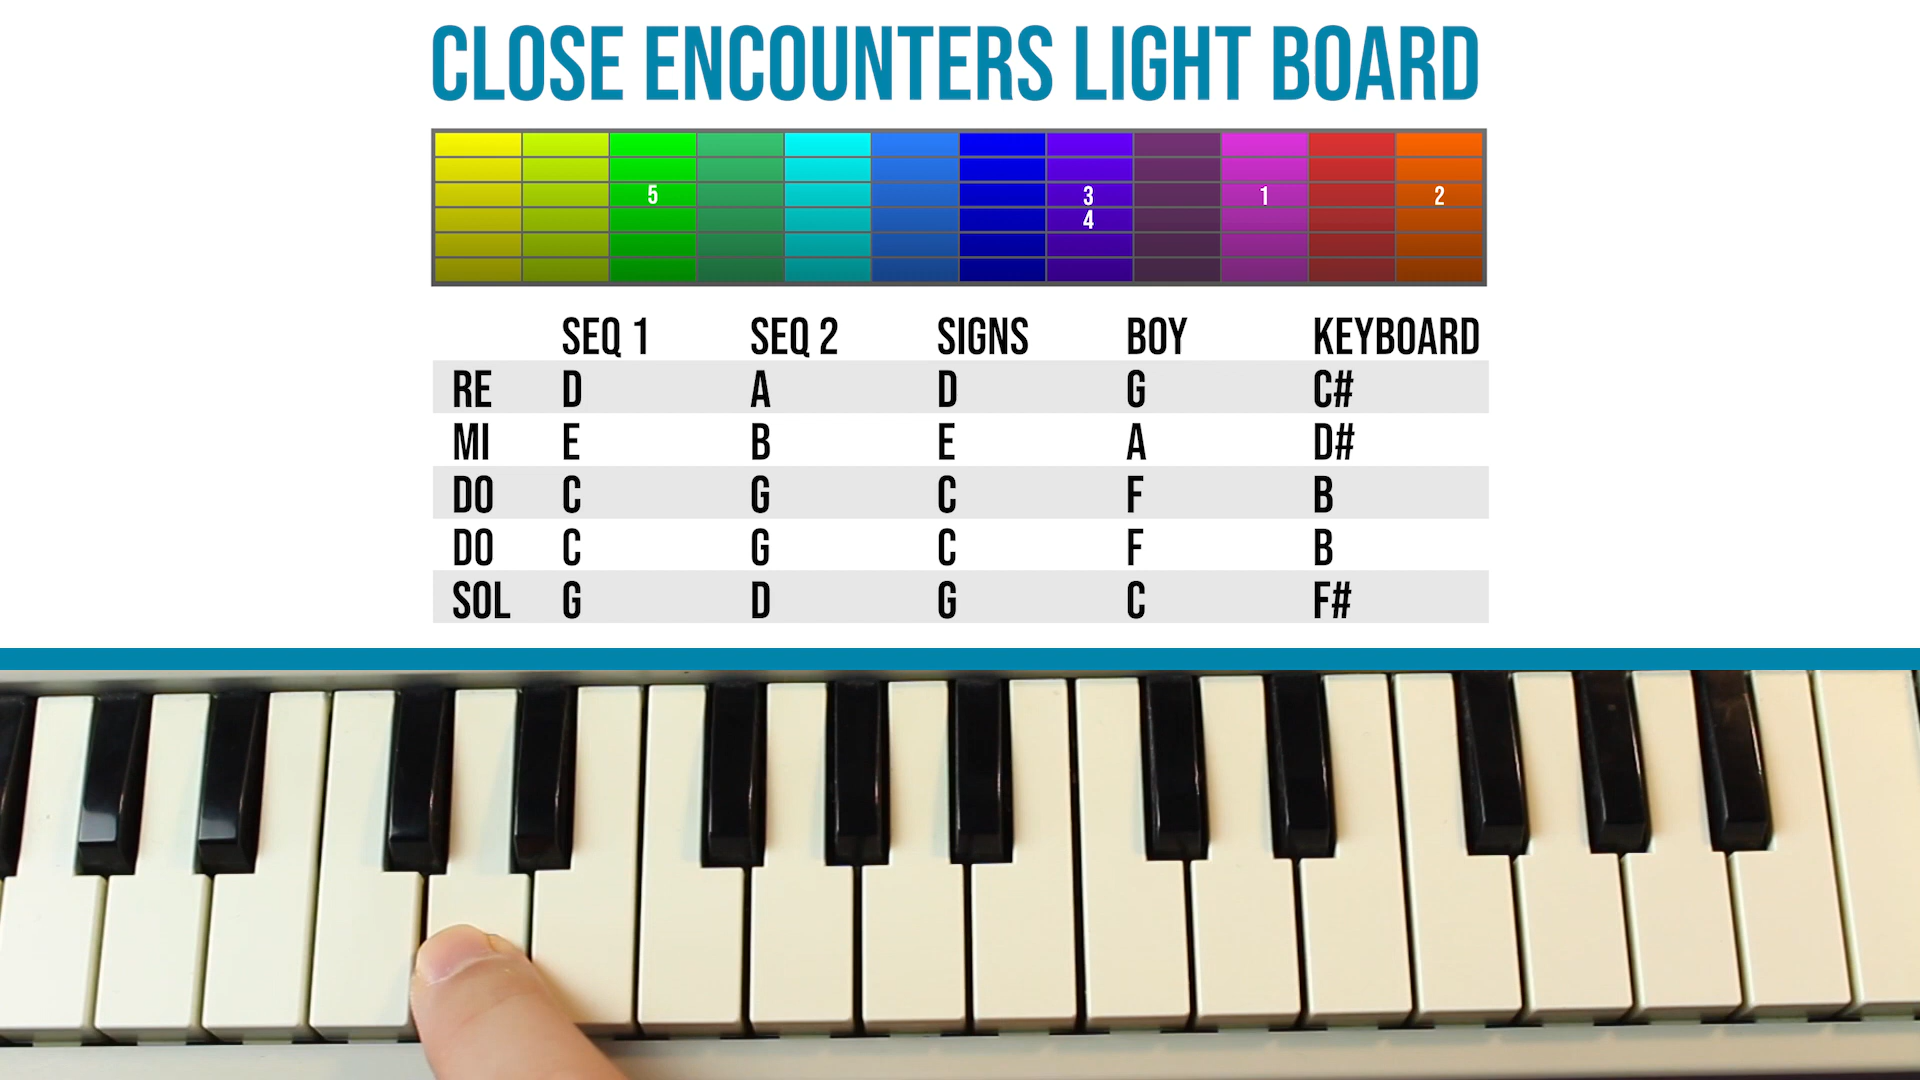 CLOSE ENCOUNTERS LIGHT BOARD
5 3 1 2
4
SEQ 1 SEQ 2 SIGNS BOY KEYBOARD
RE D A D G C#
MI E B E A D#
DO C G C F B
DO C G C F B
SOL G D G C F#